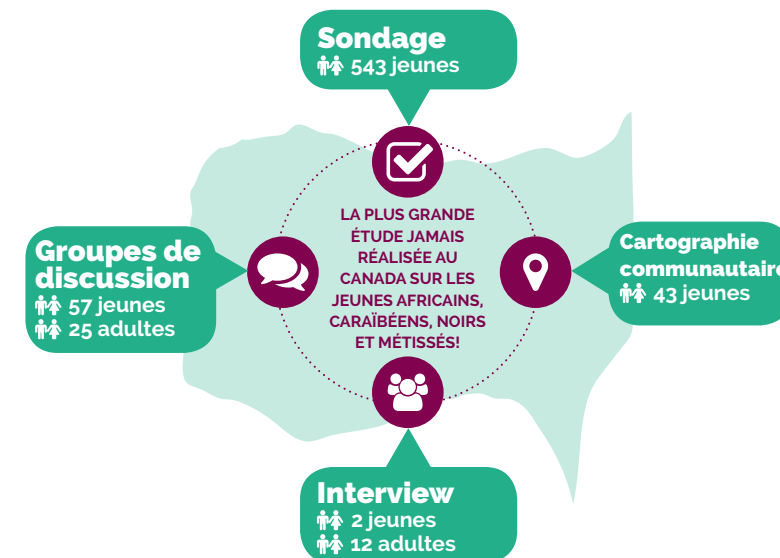 Sondage
543 jeunes
LA PLUS GRANDE
ÉTUDE JAMAIS
RÉALISÉE AU
CANADA SUR LES
JEUNES AFRICAINS,
CARAÏBÉENS, NOIRS
ET MÉTISSÉS!
Groupes de
discussion
57 jeunes
25 adultes
Cartographie
communautaire
43 jeunes
Interview
2 jeunes
12 adultes